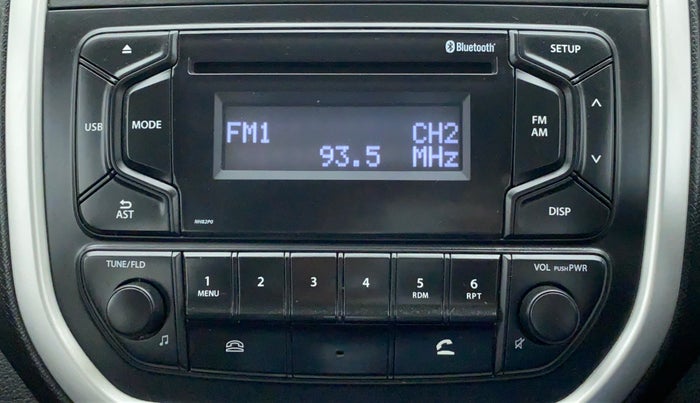 Bluetooth
SETUP
USB
MODE
FM
AM
FM1 CH2
93.5 MHz
AST
DISP
TUNE/FLD
VOL PUSH PWR
1 2 3 4 5 6
MENU RDM RPT